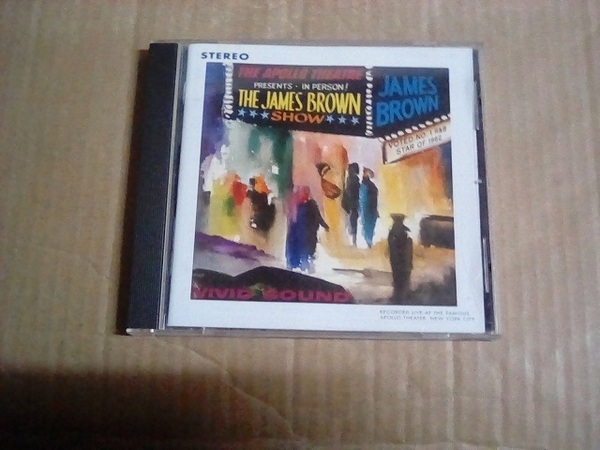 STEREO
THE APOLLO THEATRE
PRESENTS · IN PERSON!
THE JAMES BROWN
★★★SHOW★★★
JAMES
BROWN
VOTED NO. 1 R&B
STAR OF 1962
VIVID SOUND
RECORDED LIVE AT THE FAMOUS
APOLLO THEATER, NEW YORK CITY